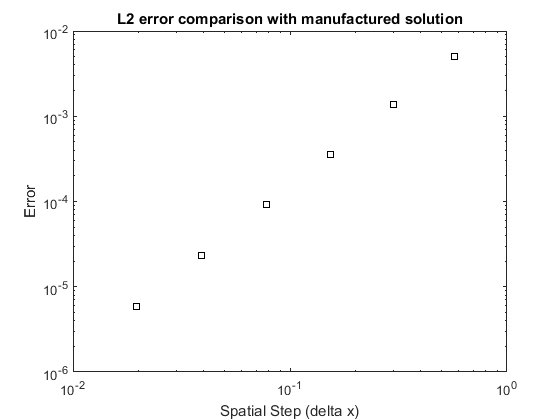 L2 error comparison with manufactured solution
10^-2
10^-3
10^-4
10^-5
10^-6
Error
10^-2
10^-1
10^0
Spatial Step (delta x)